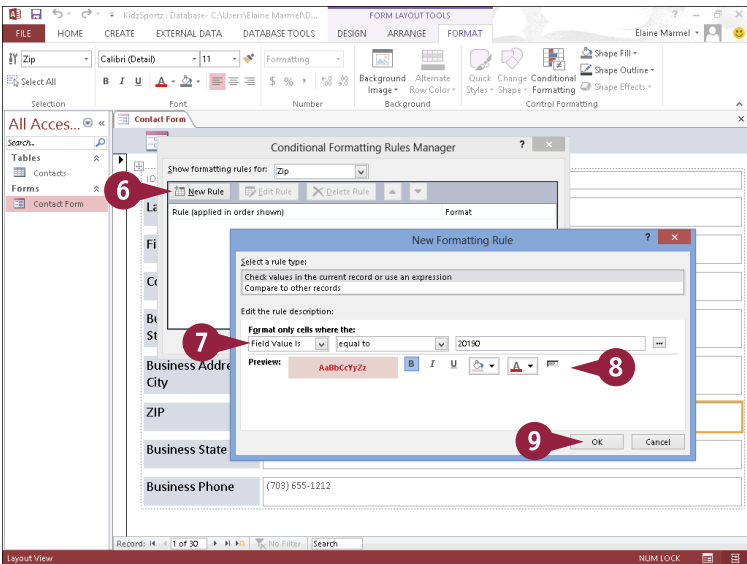 KidzSportz : Database- C:\Users\Elaine Marmel\D...
FORM LAYOUT TOOLS
FILE HOME CREATE EXTERNAL DATA DATABASE TOOLS DESIGN ARRANGE FORMAT
Elaine Marmel
Zip
Calibri (Detail) 11
Formatting
Select All
B I U A
$ % ,
Background Image
Alternate Row Color
Quick Styles
Change Shape
Conditional Formatting
Shape Fill
Shape Outline
Shape Effects
Selection Font Number Background Control Formatting
All Acces...
Search..
Tables
Contacts
Forms
Contact Form
Contact Form
ID
La
Fi
Co
Bu
St
Business Addre
City
ZIP
Business State
Business Phone
(703) 655-1212
Conditional Formatting Rules Manager
Show formatting rules for: Zip
6
New Rule Edit Rule Delete Rule
Rule (applied in order shown) Format
New Formatting Rule
Select a rule type:
Check values in the current record or use an expression
Compare to other records
Edit the rule description:
Format only cells where the:
7
Field Value Is equal to 20190 ...
Preview: AaBbCcYyZz B I U A
8
9
OK Cancel
Record: 1 of 30 No Filter Search
Layout View NUM LOCK